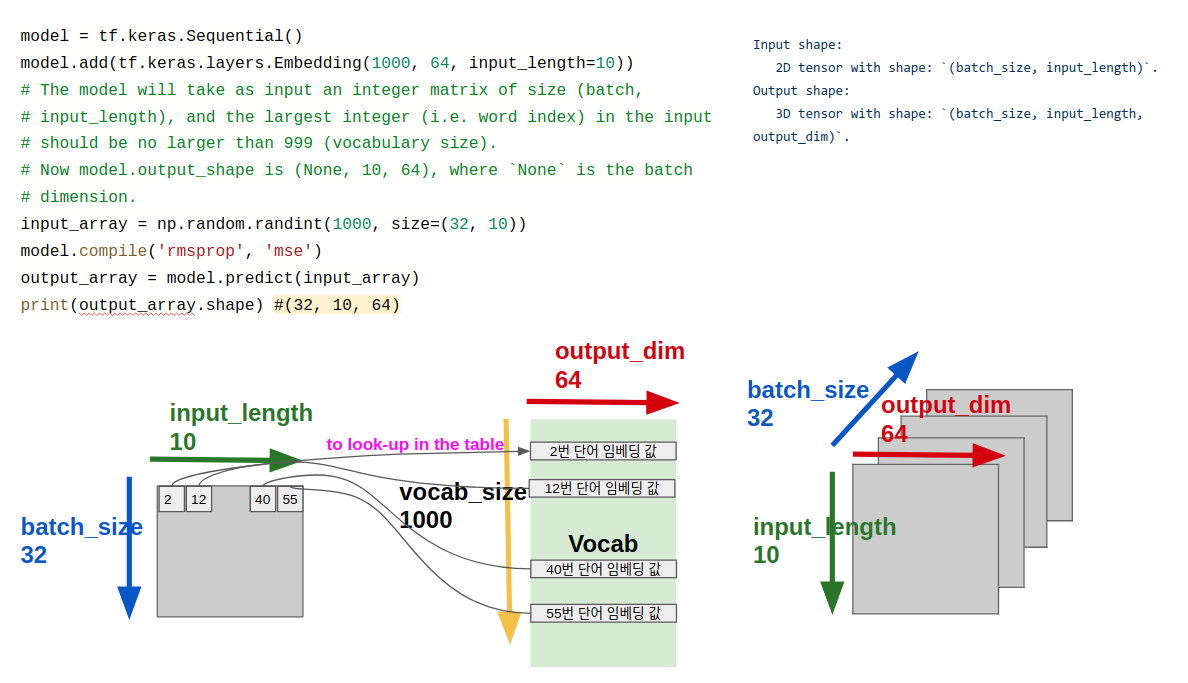 model = tf.keras.Sequential()
model.add(tf.keras.layers.Embedding(1000, 64, input_length=10))
# The model will take as input an integer matrix of size (batch,
# input_length), and the largest integer (i.e. word index) in the input
# should be no larger than 999 (vocabulary size).
# Now model.output_shape is (None, 10, 64), where `None` is the batch
# dimension.
input_array = np.random.randint(1000, size=(32, 10))
model.compile('rmsprop', 'mse')
output_array = model.predict(input_array)
print(output_array.shape) #(32, 10, 64)
Input shape:
2D tensor with shape: `(batch_size, input_length)`.
Output shape:
3D tensor with shape: `(batch_size, input_length,
output_dim)`.
input_length
10
batch_size
32
2 12 40 55
to look-up in the table
output_dim
64
vocab_size
1000
2번 단어 임베딩 값
12번 단어 임베딩 값
Vocab
40번 단어 임베딩 값
55번 단어 임베딩 값
batch_size
32
output_dim
64
input_length
10